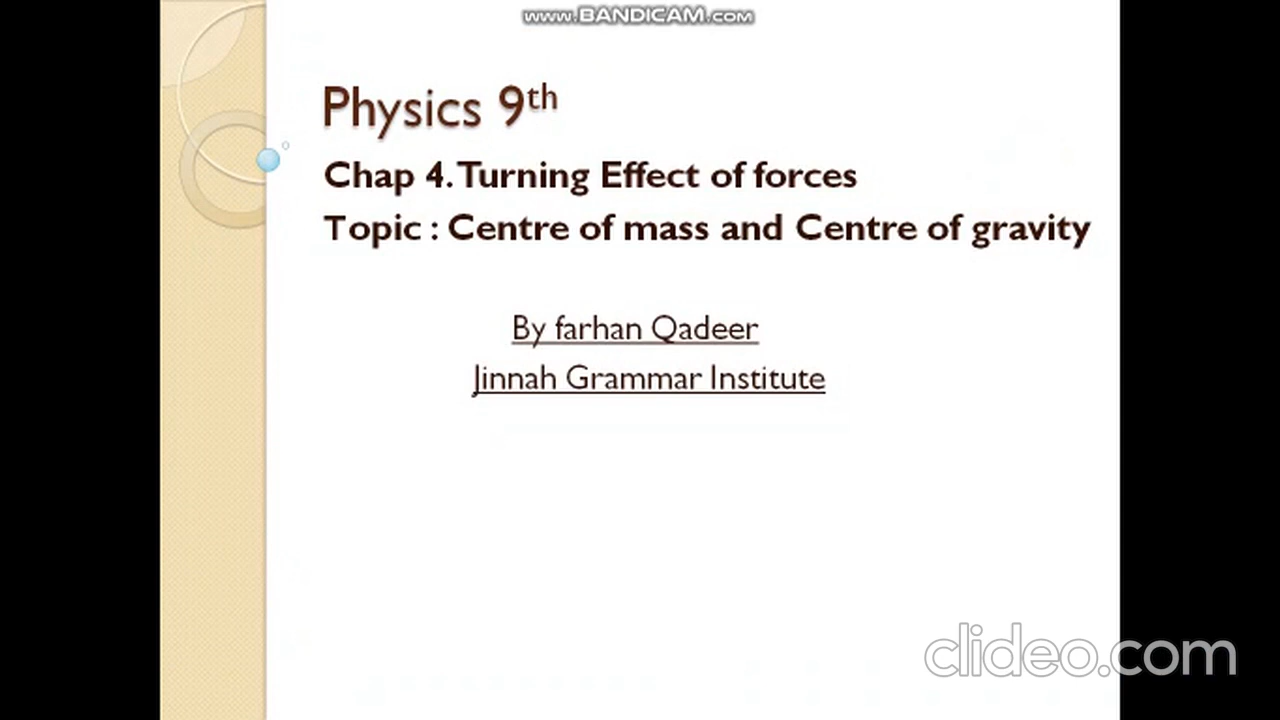 www.BANDICAM.com
Physics 9th
Chap 4. Turning Effect of forces
Topic : Centre of mass and Centre of gravity
By farhan Qadeer
Jinnah Grammar Institute
clideo.com